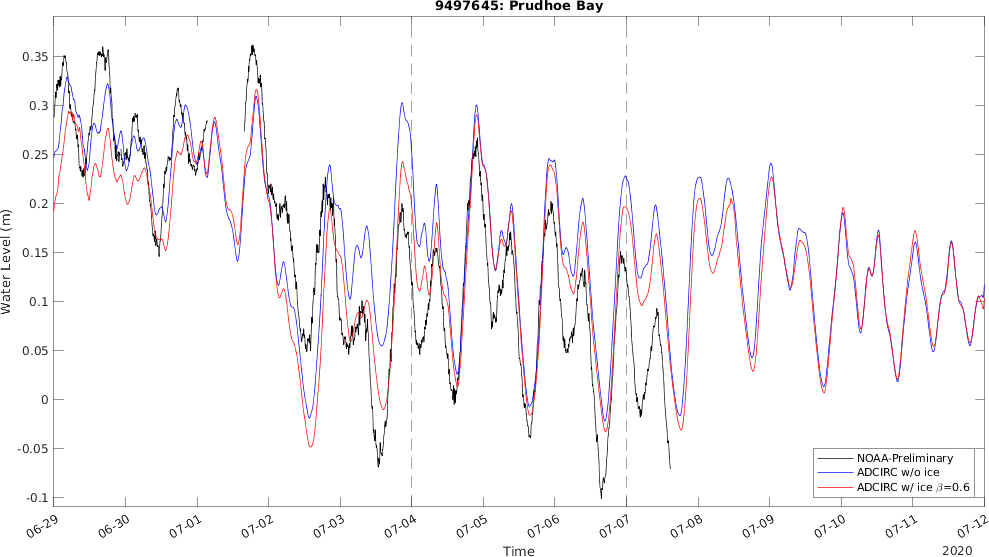 9497645: Prudhoe Bay
Water Level (m)
0.35
0.3
0.25
0.2
0.15
0.1
0.05
0
-0.05
-0.1
NOAA-Preliminary
ADCIRC w/o ice
ADCIRC w/ ice β=0.6
06-29 06-30 07-01 07-02 07-03 07-04 07-05 07-06 07-07 07-08 07-09 07-10 07-11 07-12
Time
2020